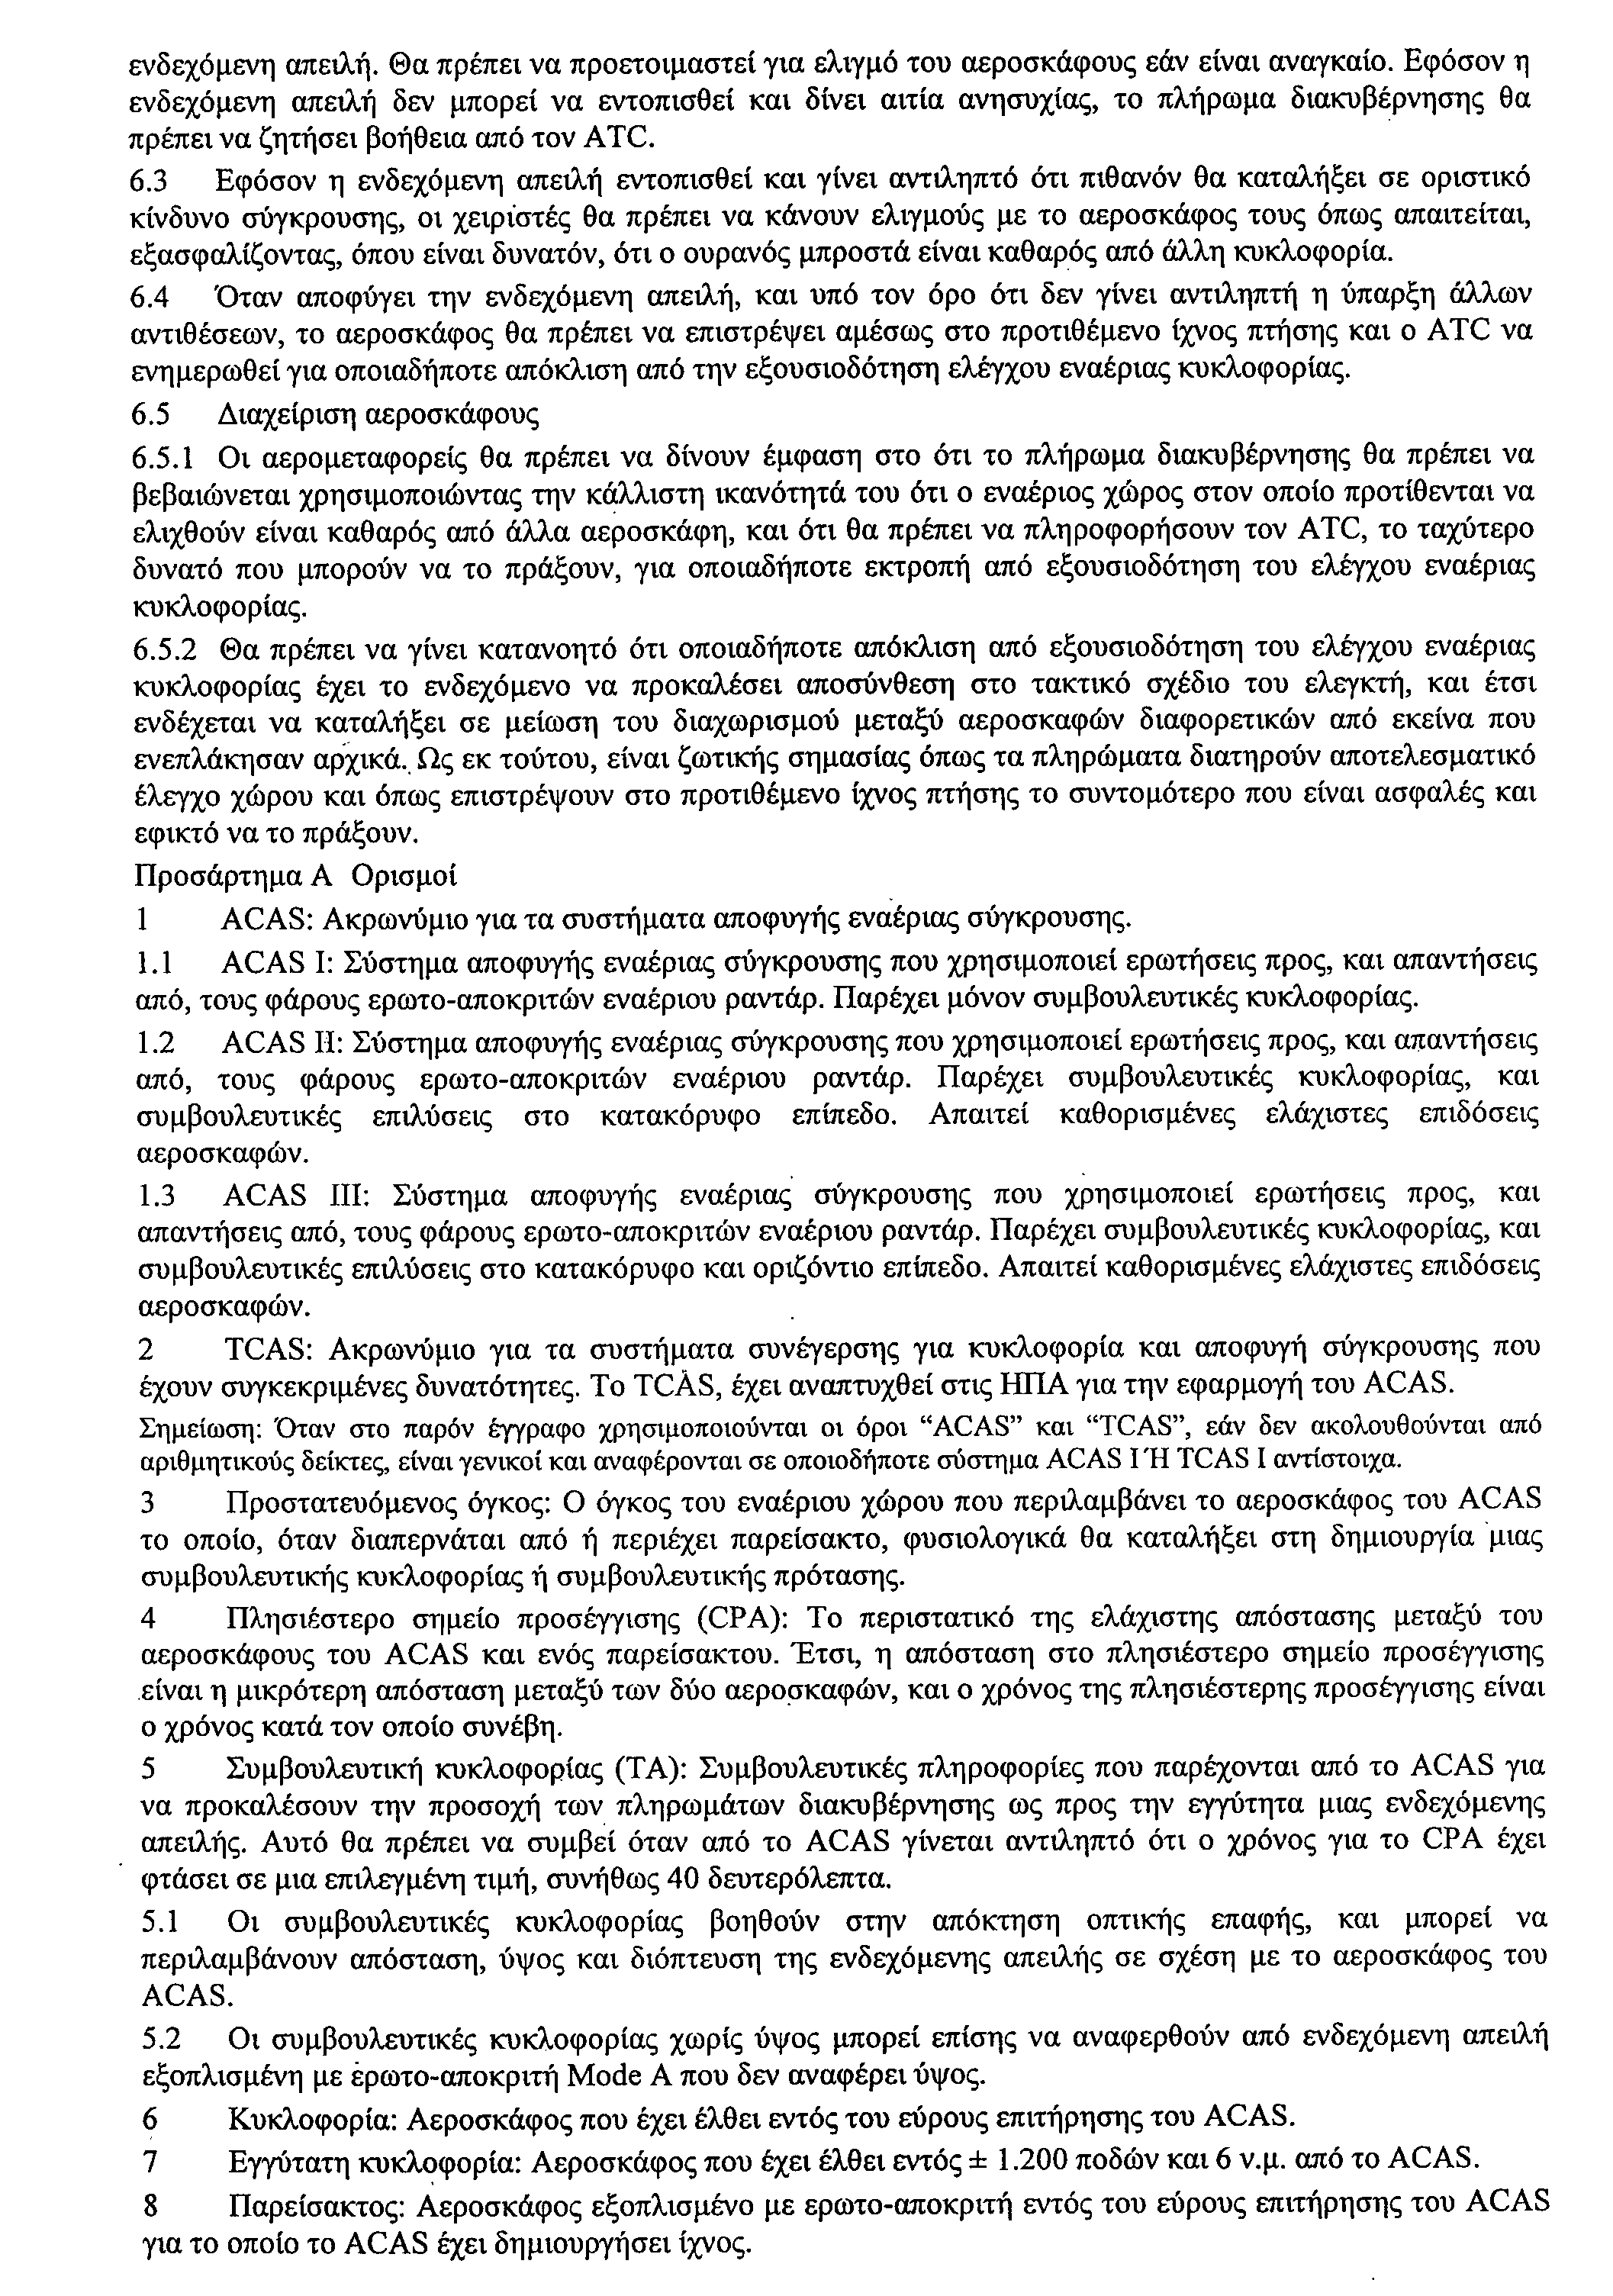 ενδεχόμενη απειλή. Θα πρέπει να προετοιμαστεί για ελιγμό του αεροσκάφους εάν είναι αναγκαίο. Εφόσον η
ενδεχόμενη απειλή δεν μπορεί να εντοπισθεί και δίνει αιτία ανησυχίας, το πλήρωμα διακυβέρνησης θα
πρέπει να ζητήσει βοήθεια από τον ATC.
6.3 Εφόσον η ενδεχόμενη απειλή εντοπισθεί και γίνει αντιληπτό ότι πιθανόν θα καταλήξει σε οριστικό
κίνδυνο σύγκρουσης, οι χειριστές θα πρέπει να κάνουν ελιγμούς με το αεροσκάφος τους όπως απαιτείται,
εξασφαλίζοντας, όπου είναι δυνατόν, ότι ο ουρανός μπροστά είναι καθαρός από άλλη κυκλοφορία.
6.4 Όταν αποφύγει την ενδεχόμενη απειλή, και υπό τον όρο ότι δεν γίνει αντιληπτή η ύπαρξη άλλων
αντιθέσεων, το αεροσκάφος θα πρέπει να επιστρέψει αμέσως στο προτιθέμενο ίχνος πτήσης και ο ATC να
ενημερωθεί για οποιαδήποτε απόκλιση από την εξουσιοδότηση ελέγχου εναέριας κυκλοφορίας.
6.5 Διαχείριση αεροσκάφους
6.5.1 Οι αερομεταφορείς θα πρέπει να δίνουν έμφαση στο ότι το πλήρωμα διακυβέρνησης θα πρέπει να
βεβαιώνεται χρησιμοποιώντας την κάλλιστη ικανότητά του ότι ο εναέριος χώρος στον οποίο προτίθενται να
ελιχθούν είναι καθαρός από άλλα αεροσκάφη, και ότι θα πρέπει να πληροφορήσουν τον ATC, το ταχύτερο
δυνατό που μπορούν να το πράξουν, για οποιαδήποτε εκτροπή από εξουσιοδότηση του ελέγχου εναέριας
κυκλοφορίας.
6.5.2 Θα πρέπει να γίνει κατανοητό ότι οποιαδήποτε απόκλιση από εξουσιοδότηση του ελέγχου εναέριας
κυκλοφορίας έχει το ενδεχόμενο να προκαλέσει αποσύνθεση στο τακτικό σχέδιο του ελεγκτή, και έτσι
ενδέχεται να καταλήξει σε μείωση του διαχωρισμού μεταξύ αεροσκαφών διαφορετικών από εκείνα που
ενεπλάκησαν αρχικά. Ως εκ τούτου, είναι ζωτικής σημασίας όπως τα πληρώματα διατηρούν αποτελεσματικό
έλεγχο χώρου και όπως επιστρέψουν στο προτιθέμενο ίχνος πτήσης το συντομότερο που είναι ασφαλές και
εφικτό να το πράξουν.
Προσάρτημα Α Ορισμοί
1 ACAS: Ακρωνύμιο για τα συστήματα αποφυγής εναέριας σύγκρουσης.
1.1 ACAS I: Σύστημα αποφυγής εναέριας σύγκρουσης που χρησιμοποιεί ερωτήσεις προς, και απαντήσεις
από, τους φάρους ερωτο-αποκριτών εναέριου ραντάρ. Παρέχει μόνον συμβουλευτικές κυκλοφορίας.
1.2 ACAS II: Σύστημα αποφυγής εναέριας σύγκρουσης που χρησιμοποιεί ερωτήσεις προς, και απαντήσεις
από, τους φάρους ερωτο-αποκριτών εναέριου ραντάρ. Παρέχει συμβουλευτικές κυκλοφορίας, και
συμβουλευτικές επιλύσεις στο κατακόρυφο επίπεδο. Απαιτεί καθορισμένες ελάχιστες επιδόσεις
αεροσκαφών.
1.3 ACAS III: Σύστημα αποφυγής εναέριας σύγκρουσης που χρησιμοποιεί ερωτήσεις προς, και
απαντήσεις από, τους φάρους ερωτο-αποκριτών εναέριου ραντάρ. Παρέχει συμβουλευτικές κυκλοφορίας, και
συμβουλευτικές επιλύσεις στο κατακόρυφο και οριζόντιο επίπεδο. Απαιτεί καθορισμένες ελάχιστες επιδόσεις
αεροσκαφών.
2 TCAS: Ακρωνύμιο για τα συστήματα συνέγερσης για κυκλοφορία και αποφυγή σύγκρουσης που
έχουν συγκεκριμένες δυνατότητες. Το TCAS, έχει αναπτυχθεί στις ΗΠΑ για την εφαρμογή του ACAS.
Σημείωση: Όταν στο παρόν έγγραφο χρησιμοποιούνται οι όροι “ACAS” και “TCAS”, εάν δεν ακολουθούνται από
αριθμητικούς δείκτες, είναι γενικοί και αναφέρονται σε οποιοδήποτε σύστημα ACAS I Ή TCAS I αντίστοιχα.
3 Προστατευόμενος όγκος: Ο όγκος του εναέριου χώρου που περιλαμβάνει το αεροσκάφος του ACAS
το οποίο, όταν διαπερνάται από ή περιέχει παρείσακτο, φυσιολογικά θα καταλήξει στη δημιουργία μιας
συμβουλευτικής κυκλοφορίας ή συμβουλευτικής πρότασης.
4 Πλησιέστερο σημείο προσέγγισης (CPA): Το περιστατικό της ελάχιστης απόστασης μεταξύ του
αεροσκάφους του ACAS και ενός παρείσακτου. Έτσι, η απόσταση στο πλησιέστερο σημείο προσέγγισης
είναι η μικρότερη απόσταση μεταξύ των δύο αεροσκαφών, και ο χρόνος της πλησιέστερης προσέγγισης είναι
ο χρόνος κατά τον οποίο συνέβη.
5 Συμβουλευτική κυκλοφορίας (TA): Συμβουλευτικές πληροφορίες που παρέχονται από το ACAS για
να προκαλέσουν την προσοχή των πληρωμάτων διακυβέρνησης ως προς την εγγύτητα μιας ενδεχόμενης
απειλής. Αυτό θα πρέπει να συμβεί όταν από το ACAS γίνεται αντιληπτό ότι ο χρόνος για το CPA έχει
φτάσει σε μια επιλεγμένη τιμή, συνήθως 40 δευτερόλεπτα.
5.1 Οι συμβουλευτικές κυκλοφορίας βοηθούν στην απόκτηση οπτικής επαφής, και μπορεί να
περιλαμβάνουν απόσταση, ύψος και διόπτευση της ενδεχόμενης απειλής σε σχέση με το αεροσκάφος του
ACAS.
5.2 Οι συμβουλευτικές κυκλοφορίας χωρίς ύψος μπορεί επίσης να αναφερθούν από ενδεχόμενη απειλή
εξοπλισμένη με ερωτο-αποκριτή Mode A που δεν αναφέρει ύψος.
6 Κυκλοφορία: Αεροσκάφος που έχει έλθει εντός του εύρους επιτήρησης του ACAS.
7 Εγγύτατη κυκλοφορία: Αεροσκάφος που έχει έλθει εντός ± 1.200 ποδών και 6 ν.μ. από το ACAS.
8 Παρείσακτος: Αεροσκάφος εξοπλισμένο με ερωτο-αποκριτή εντός του εύρους επιτήρησης του ACAS
για το οποίο το ACAS έχει δημιουργήσει ίχνος.